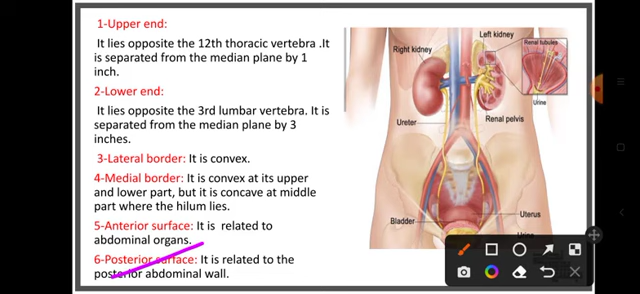 1-Upper end:
It lies opposite the 12th thoracic vertebra .It
is separated from the median plane by 1
inch.
2-Lower end:
It lies opposite the 3rd lumbar vertebra. It is
separated from the median plane by 3
inches.
3-Lateral border: It is convex.
4-Medial border: It is convex at its upper
and lower part, but it is concave at middle
part where the hilum lies.
5-Anterior surface: It is related to
abdominal organs.
6-Posterior surface: It is related to the
posterior abdominal wall.
Left kidney
Right kidney
Renal tubules
Urine
Ureter
Renal pelvis
Bladder
Uterus